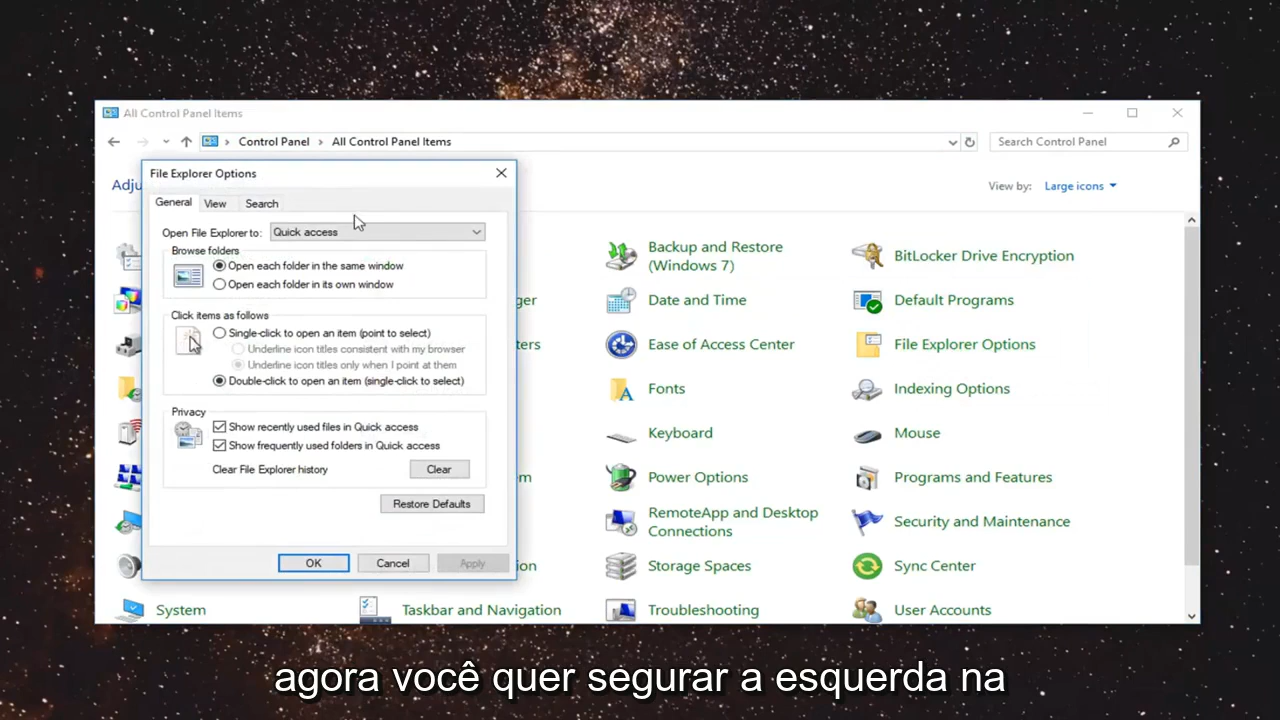 All Control Panel Items
Control Panel > All Control Panel Items
Search Control Panel
File Explorer Options
Adju
View by: Large icons
General View Search
Open File Explorer to: Quick access
Browse folders
Open each folder in the same window
Open each folder in its own window
Click items as follows
Single-click to open an item (point to select)
Underline icon titles consistent with my browser
Underline icon titles only when I point at them
Double-click to open an item (single-click to select)
Privacy
Show recently used files in Quick access
Show frequently used folders in Quick access
Clear File Explorer history Clear
Restore Defaults
OK Cancel Apply
Backup and Restore
(Windows 7)
BitLocker Drive Encryption
Date and Time
Default Programs
Ease of Access Center
File Explorer Options
Fonts
Indexing Options
Keyboard
Mouse
Power Options
Programs and Features
RemoteApp and Desktop
Connections
Security and Maintenance
Storage Spaces
Sync Center
System
Taskbar and Navigation
Troubleshooting
User Accounts
agora você quer segurar a esquerda na